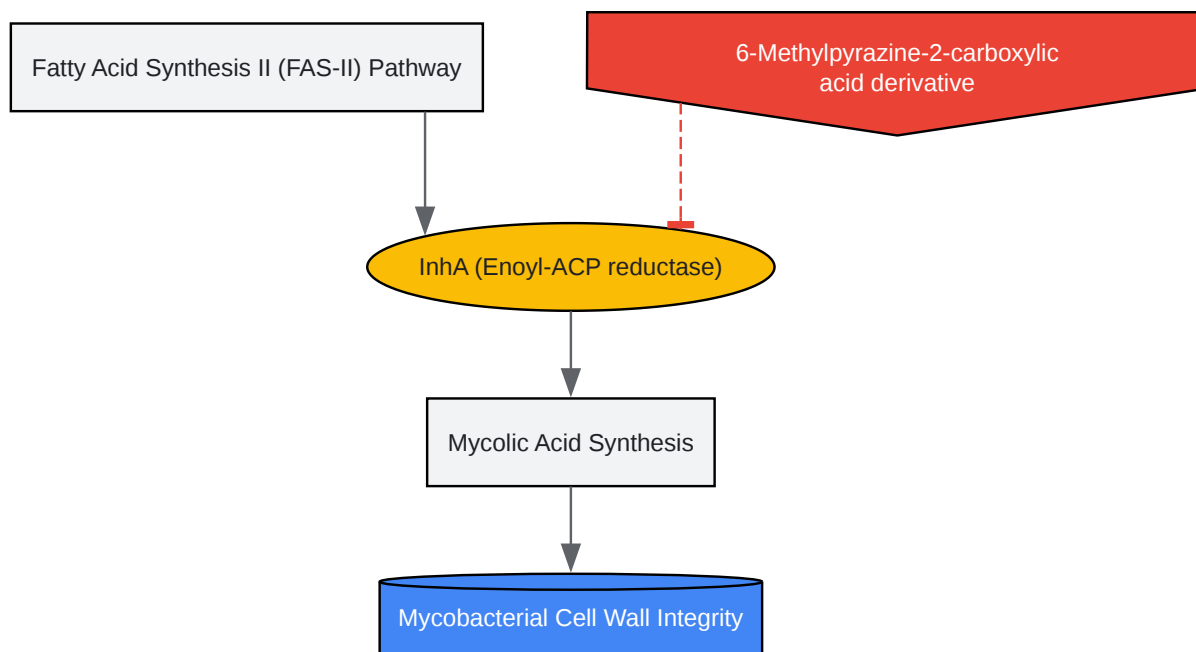 Fatty Acid Synthesis II (FAS-II) Pathway
6-Methylpyrazine-2-carboxylic
acid derivative
InhA (Enoyl-ACP reductase)
Mycolic Acid Synthesis
Mycobacterial Cell Wall Integrity